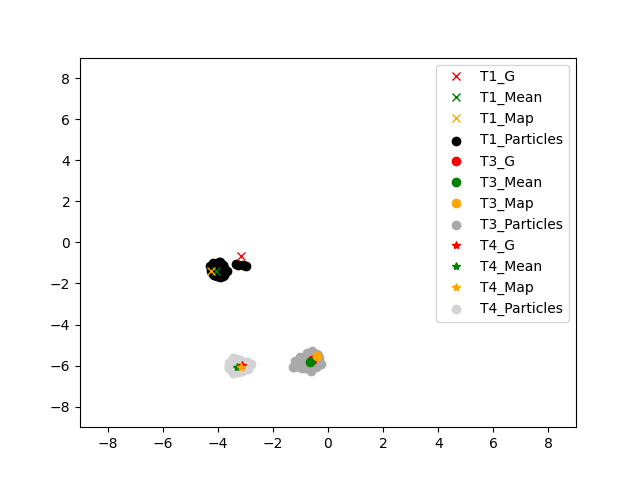 8
6
4
2
0
−2
−4
−6
−8
−8 −6 −4 −2 0 2 4 6 8
T1_G
T1_Mean
T1_Map
T1_Particles
T3_G
T3_Mean
T3_Map
T3_Particles
T4_G
T4_Mean
T4_Map
T4_Particles